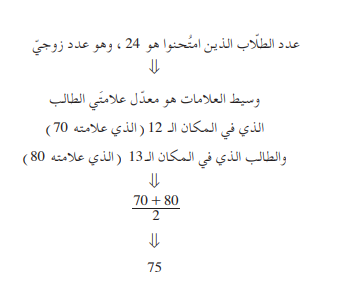 عدد الطلّاب الذين امتُحنوا هو 24 ، وهو عدد زوجيّ
⇓
وسيط العلامات هو معدّل علامتَي الطالب
الذي في المكان الـ 12 (الذي علامته 70 )
والطالب الذي في المكان الـ13 (الذي علامته 80 )
⇓
70 + 80
2
⇓
75